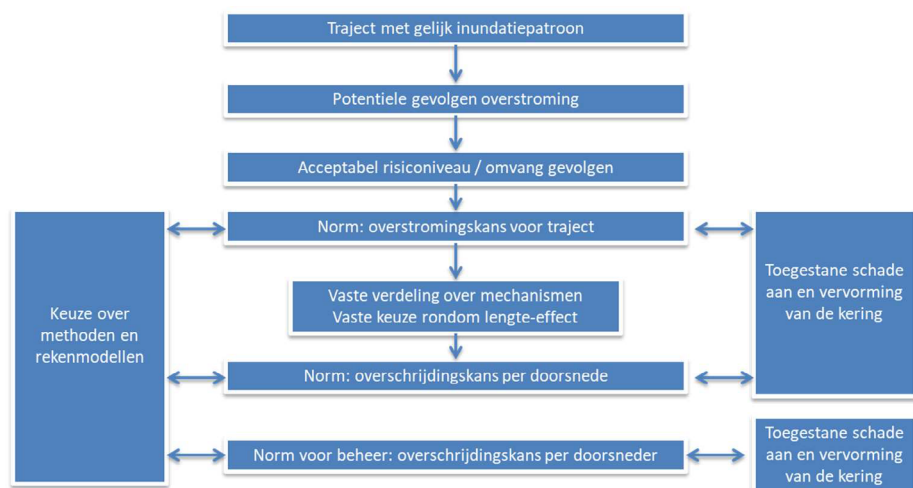 Traject met gelijk inundatiepatroon
Potentiele gevolgen overstroming
Acceptabel risiconiveau / omvang gevolgen
Norm: overstromingskans voor traject
Vaste verdeling over mechanismen
Vaste keuze rondom lengte-effect
Norm: overschrijdingskans per doorsnede
Norm voor beheer: overschrijdingskans per doorsneder
Keuze over
methoden en
rekenmodellen
Toegestane schade
aan en vervorming
van de kering
Toegestane schade
aan en vervorming
van de kering